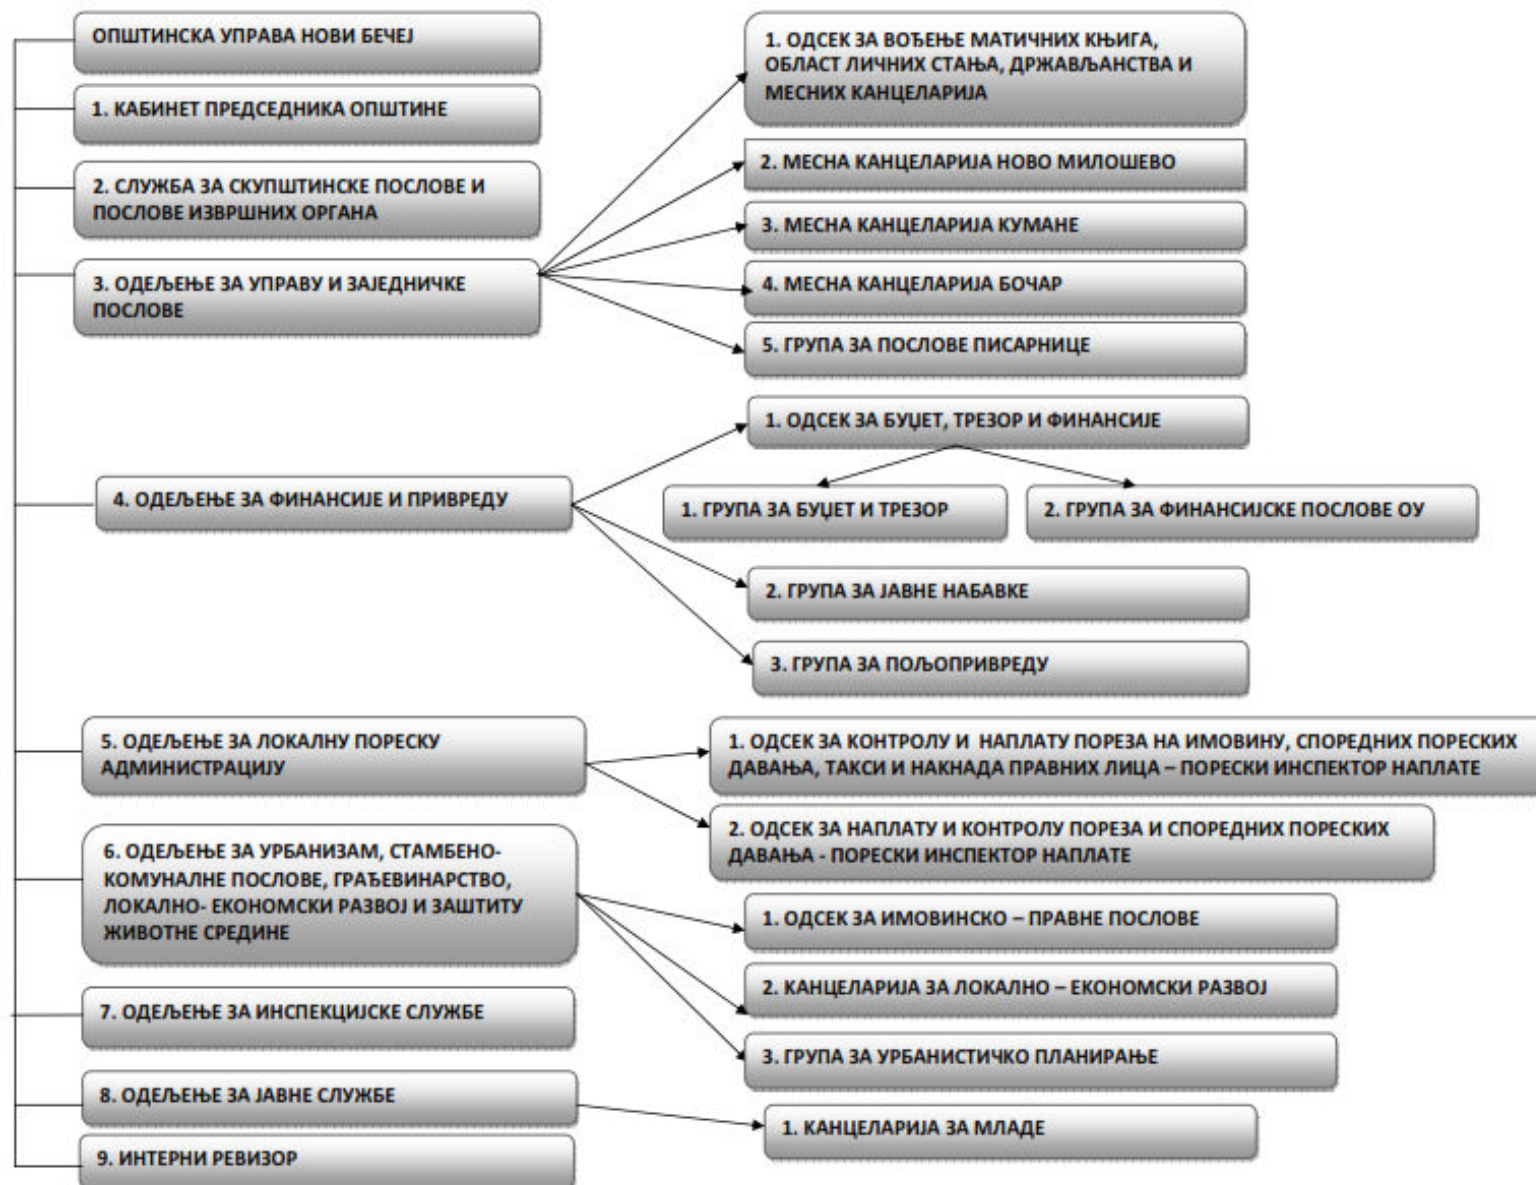 ОПШТИНСКА УПРАВА НОВИ БЕЧЕЈ
1. КАБИНЕТ ПРЕДСЕДНИКА ОПШТИНЕ
2. СЛУЖБА ЗА СКУПШТИНСКЕ ПОСЛОВЕ И
ПОСЛОВЕ ИЗВРШНИХ ОРГАНА
3. ОДЕЉЕЊЕ ЗА УПРАВУ И ЗАЈЕДНИЧКЕ
ПОСЛОВЕ
1. ОДСЕК ЗА ВОЂЕЊЕ МАТИЧНИХ КЊИГА,
ОБЛАСТ ЛИЧНИХ СТАЊА, ДРЖАВЉАНСТВА И
МЕСНИХ КАНЦЕЛАРИЈА
2. МЕСНА КАНЦЕЛАРИЈА НОВО МИЛОШЕВО
3. МЕСНА КАНЦЕЛАРИЈА КУМАНЕ
4. МЕСНА КАНЦЕЛАРИЈА БОЧАР
5. ГРУПА ЗА ПОСЛОВЕ ПИСАРНИЦЕ
4. ОДЕЉЕЊЕ ЗА ФИНАНСИЈЕ И ПРИВРЕДУ
1. ОДСЕК ЗА БУЏЕТ, ТРЕЗОР И ФИНАНСИЈЕ
1. ГРУПА ЗА БУЏЕТ И ТРЕЗОР
2. ГРУПА ЗА ФИНАНСИЈСКЕ ПОСЛОВЕ ОУ
2. ГРУПА ЗА ЈАВНЕ НАБАВКЕ
3. ГРУПА ЗА ПОЉОПРИВРЕДУ
5. ОДЕЉЕЊЕ ЗА ЛОКАЛНУ ПОРЕСКУ
АДМИНИСТРАЦИЈУ
1. ОДСЕК ЗА КОНТРОЛУ И НАПЛАТУ ПОРЕЗА НА ИМОВИНУ, СПОРЕДНИХ ПОРЕСКИХ
ДАВАЊА, ТАКСИ И НАКНАДА ПРАВНИХ ЛИЦА – ПОРЕСКИ ИНСПЕКТОР НАПЛАТЕ
2. ОДСЕК ЗА НАПЛАТУ И КОНТРОЛУ ПОРЕЗА И СПОРЕДНИХ ПОРЕСКИХ
ДАВАЊА - ПОРЕСКИ ИНСПЕКТОР НАПЛАТЕ
6. ОДЕЉЕЊЕ ЗА УРБАНИЗАМ, СТАМБЕНО-
КОМУНАЛНЕ ПОСЛОВЕ, ГРАЂЕВИНАРСТВО,
ЛОКАЛНО- ЕКОНОМСКИ РАЗВОЈ И ЗАШТИТУ
ЖИВОТНЕ СРЕДИНЕ
1. ОДСЕК ЗА ИМОВИНСКО – ПРАВНЕ ПОСЛОВЕ
2. КАНЦЕЛАРИЈА ЗА ЛОКАЛНО – ЕКОНОМСКИ РАЗВОЈ
3. ГРУПА ЗА УРБАНИСТИЧКО ПЛАНИРАЊЕ
7. ОДЕЉЕЊЕ ЗА ИНСПЕКЦИЈСКЕ СЛУЖБЕ
8. ОДЕЉЕЊЕ ЗА ЈАВНЕ СЛУЖБЕ
1. КАНЦЕЛАРИЈА ЗА МЛАДЕ
9. ИНТЕРНИ РЕВИЗОР